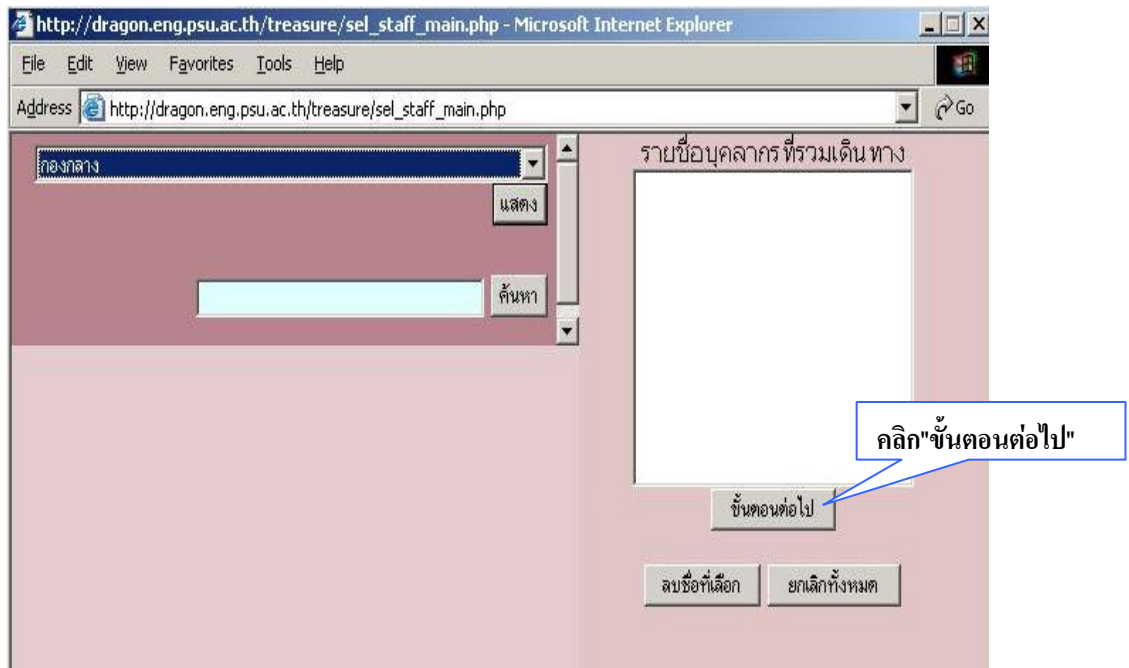 http://dragon.eng.psu.ac.th/treasure/sel_staff_main.php - Microsoft Internet Explorer
File Edit View Favorites Tools Help
Address http://dragon.eng.psu.ac.th/treasure/sel_staff_main.php Go
กองกลาง
แสดง
ค้นหา
รายชื่อบุคลากรที่รวมเดินทาง
คลิก"ขั้นตอนต่อไป"
ขั้นตอนต่อไป
ลบชื่อที่เลือก ยกเลิกทั้งหมด